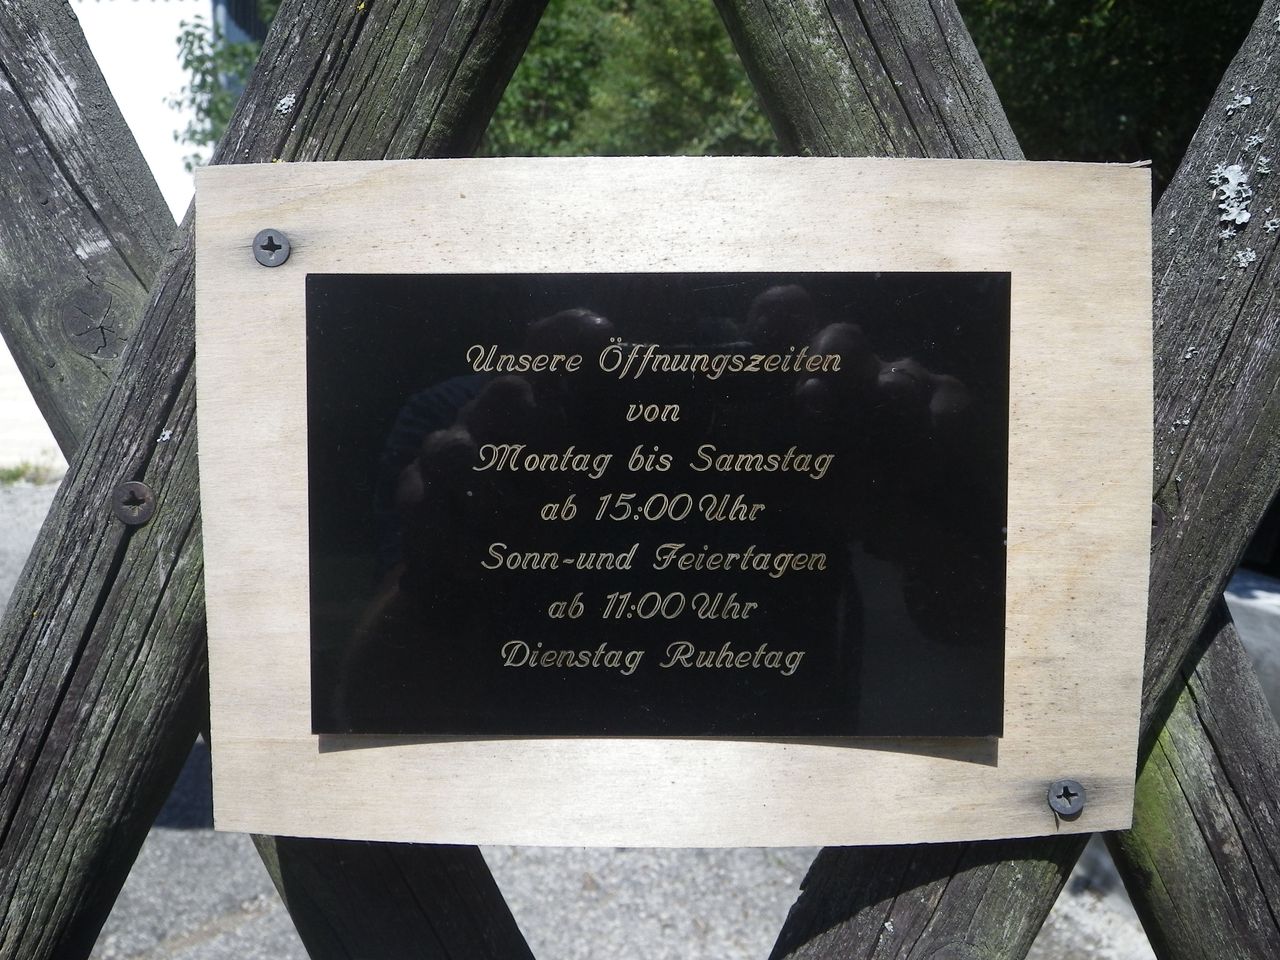 Unsere Öffnungszeiten
von
Montag bis Samstag
ab 15:00 Uhr
Sonn-und Feiertagen
ab 11:00 Uhr
Dienstag Ruhetag